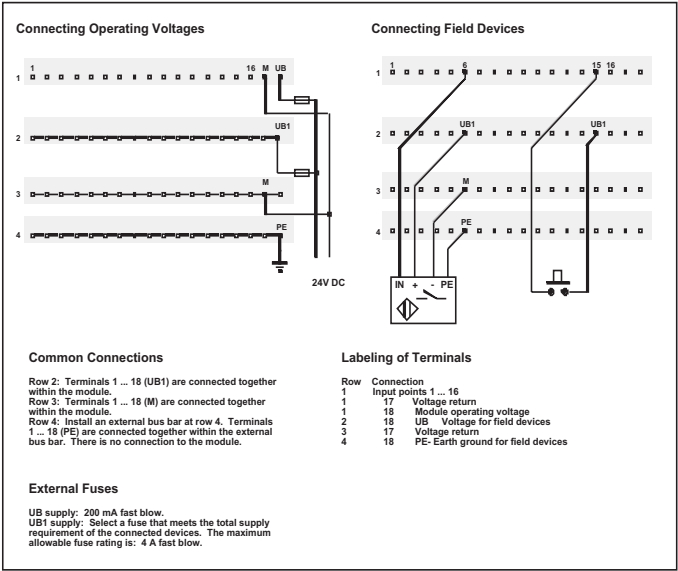 Connecting Operating Voltages
1 16 M UB
1
2 UB1
3 M
4 PE
24V DC
Connecting Field Devices
1 6 15 16
1
2 UB1 UB1
3 M
4 PE
IN + - PE
Common Connections
Row 2: Terminals 1 ... 18 (UB1) are connected together
within the module.
Row 3: Terminals 1 ... 18 (M) are connected together
within the module.
Row 4: Install an external bus bar at row 4. Terminals
1 ... 18 (PE) are connected together within the external
bus bar. There is no connection to the module.
External Fuses
UB supply: 200 mA fast blow.
UB1 supply: Select a fuse that meets the total supply
requirement of the connected devices. The maximum
allowable fuse rating is: 4 A fast blow.
Labeling of Terminals
Row Connection
1 Input points 1 ... 16
1 17 Voltage return
1 18 Module operating voltage
2 18 UB Voltage for field devices
3 17 Voltage return
4 18 PE- Earth ground for field devices